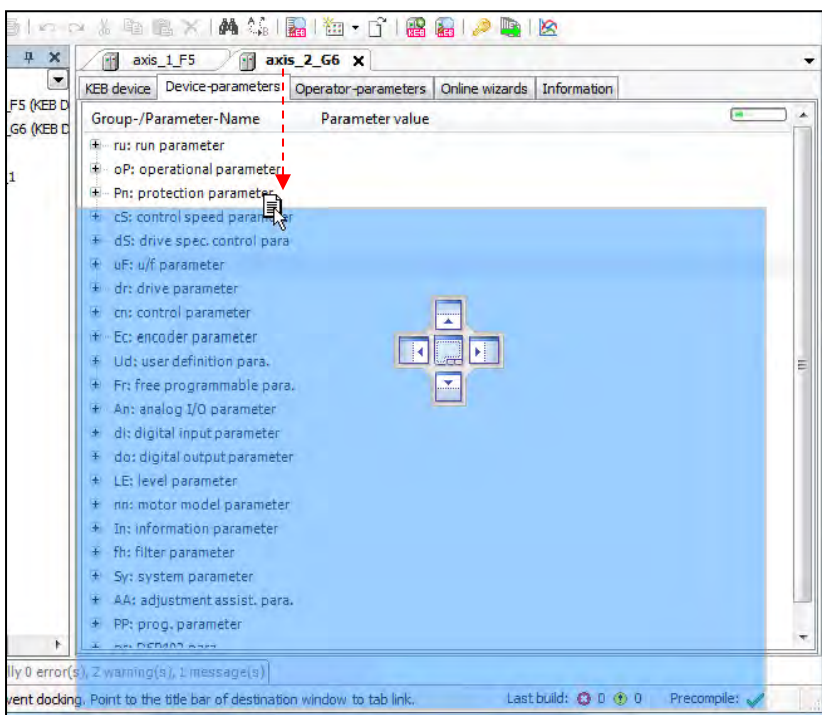 axis_1_F5 axis_2_G6 x
KEB device Device-parameters Operator-parameters Online wizards Information
_F5 (KEB D
_G6 (KEB D
_1
Group-/Parameter-Name Parameter value
ru: run parameter
oP: operational parameter
Pn: protection parameter
cS: control speed parameter
dS: drive spec. control para
uF: u/f parameter
dr: drive parameter
cn: control parameter
Ec: encoder parameter
Ud: user definition para.
Fr: free programmable para.
An: analog I/O parameter
di: digital input parameter
do: digital output parameter
LE: level parameter
nn: motor model parameter
In: information parameter
fh: filter parameter
Sy: system parameter
AA: adjustment assist. para.
PP: prog. parameter
lly 0 error(s), 2 warning(s), 1 message(s)
vent docking. Point to the title bar of destination window to tab link. Last build: 0 0 Precompile: